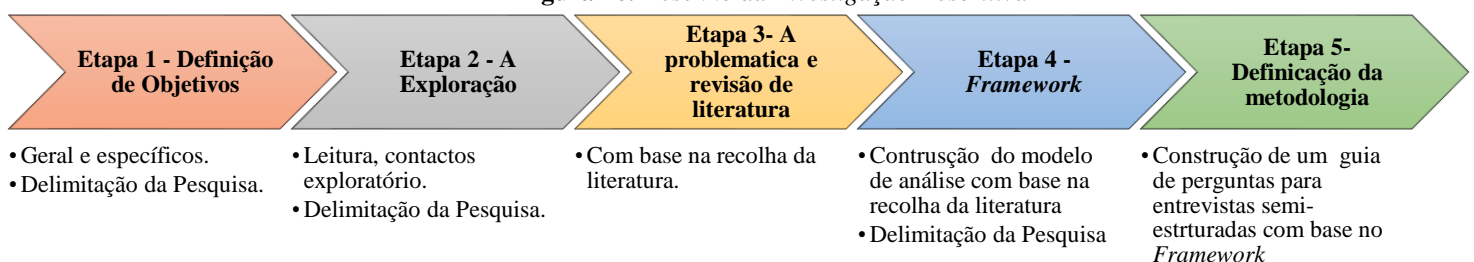 Etapa 1 - Definição
de Objetivos
Etapa 2 - A
Exploração
Etapa 3- A
problematica e
revisão de
literatura
Etapa 4 -
Framework
Etapa 5-
Definicação da
metodologia
• Geral e específicos.
• Delimitação da Pesquisa.
• Leitura, contactos
exploratório.
• Delimitação da Pesquisa.
• Com base na recolha da
literatura.
• Contrusção do modelo
de análise com base na
recolha da literatura
• Delimitação da Pesquisa
• Construção de um guia
de perguntas para
entrevistas semi-
estrturadas com base no
Framework